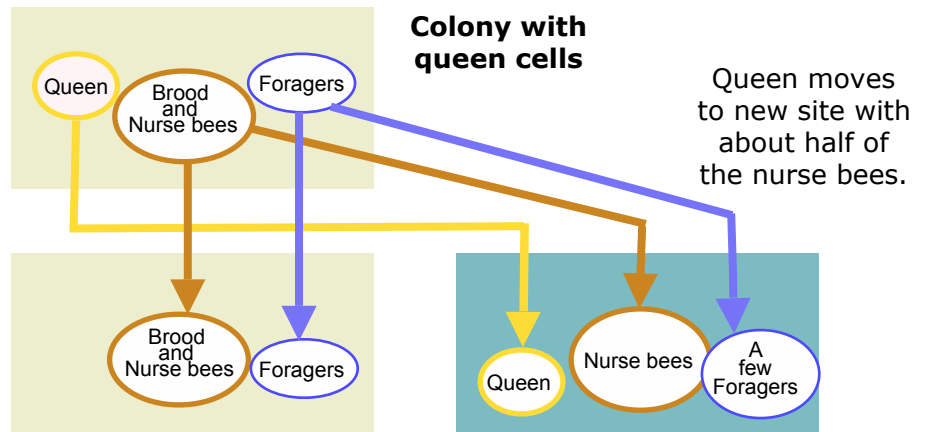 Colony with
queen cells
Queen
Brood
and
Nurse bees
Foragers
Queen moves
to new site with
about half of
the nurse bees.
Brood
and
Nurse bees
Foragers
Queen
Nurse bees
A
few
Foragers